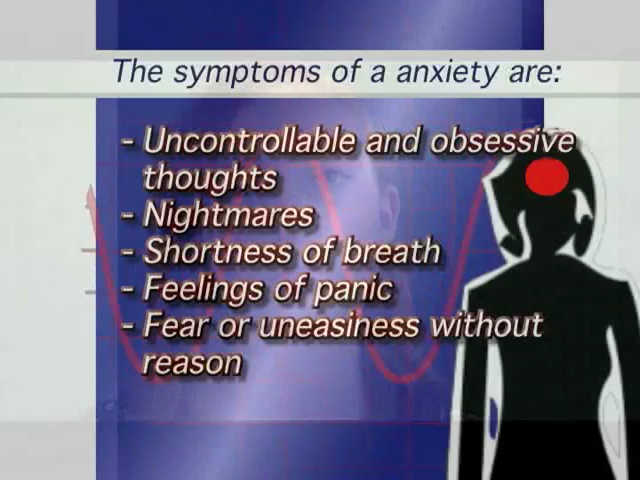 The symptoms of a anxiety are:
- Uncontrollable and obsessive
thoughts
- Nightmares
- Shortness of breath
- Feelings of panic
- Fear or uneasiness without
reason